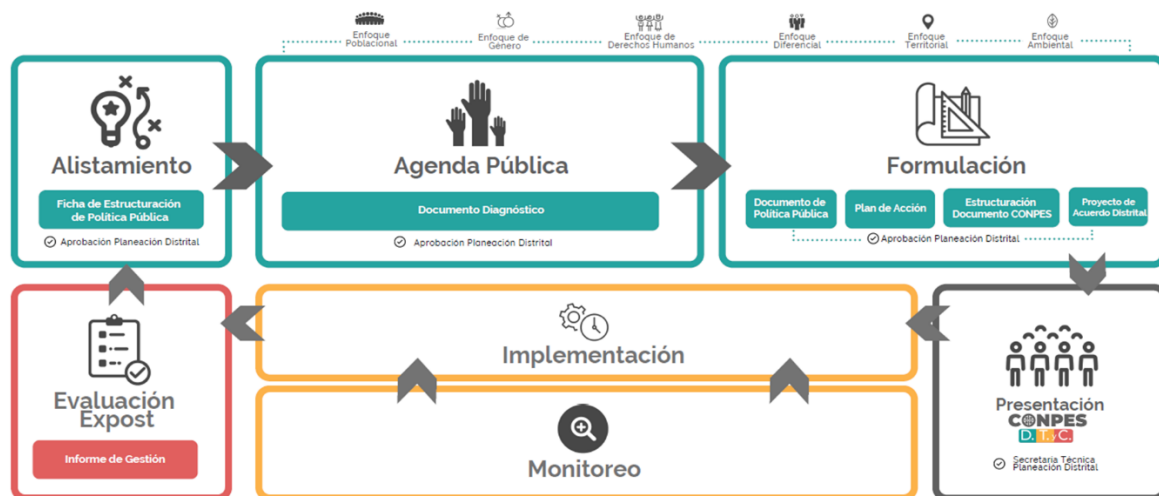 Enfoque
Poblacional
Enfoque de
Género
Enfoque de
Derechos Humanos
Enfoque
Diferencial
Enfoque
Territorial
Enfoque
Ambiental
Alistamiento
Ficha de Estructuración
de Política Pública
Aprobación Planeación Distrital
Agenda Pública
Documento Diagnóstico
Aprobación Planeación Distrital
Formulación
Documento de
Política Pública
Plan de Acción
Estructuración
Documento CONPES
Proyecto de
Acuerdo Distrital
Aprobación Planeación Distrital
Evaluación
Expost
Informe de Gestión
Implementación
Monitoreo
Presentación
CONPES
D. T. y C.
Secretaria Técnica
Planeación Distrital